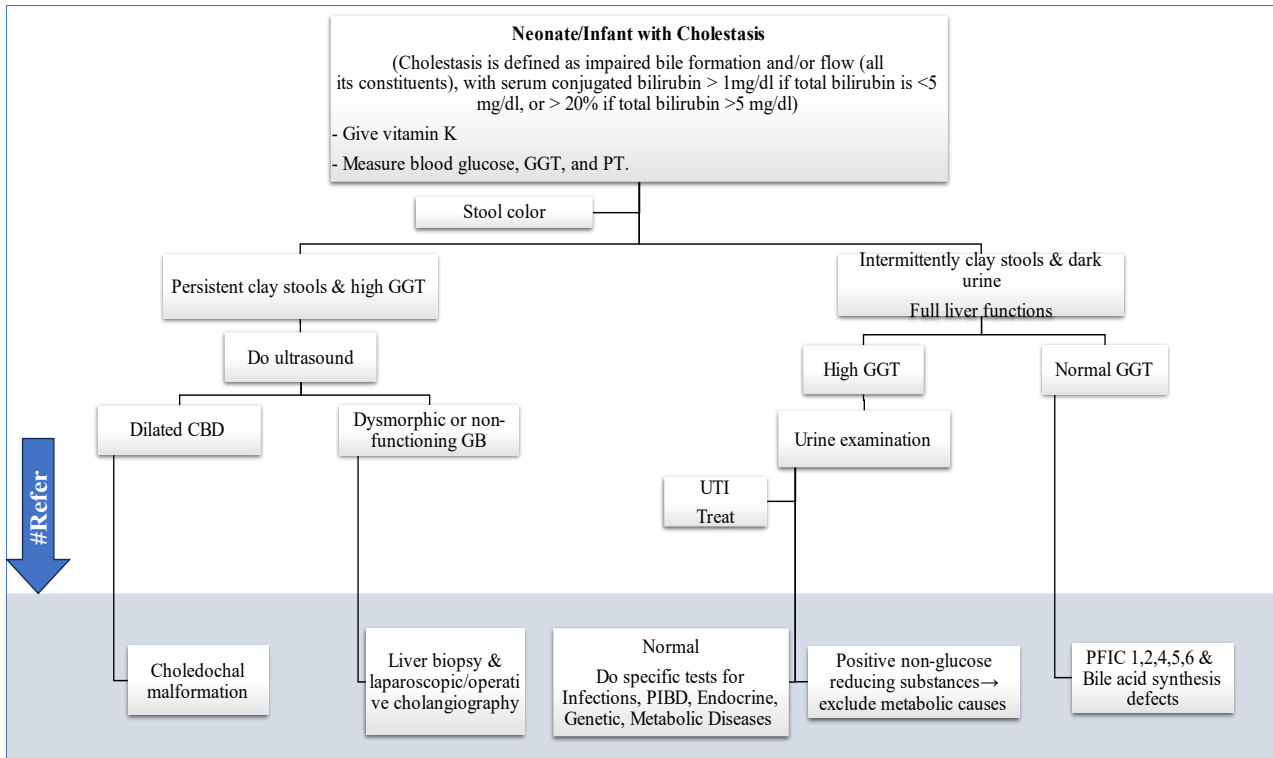 Neonate/Infant with Cholestasis
(Cholestasis is defined as impaired bile formation and/or flow (all
its constituents), with serum conjugated bilirubin > 1mg/dl if total bilirubin is <5
mg/dl, or > 20% if total bilirubin >5 mg/dl)
- Give vitamin K
- Measure blood glucose, GGT, and PT.
Stool color
Persistent clay stools & high GGT
Intermittently clay stools & dark
urine
Full liver functions
Do ultrasound
High GGT
Normal GGT
Dilated CBD
Dysmorphic or non-
functioning GB
Urine examination
UTI
Treat
#Refer
Choledochal
malformation
Liver biopsy &
laparoscopic/operati
ve cholangiography
Normal
Do specific tests for
Infections, PIBD, Endocrine,
Genetic, Metabolic Diseases
Positive non-glucose
reducing substances→
exclude metabolic causes
PFIC 1,2,4,5,6 &
Bile acid synthesis
defects